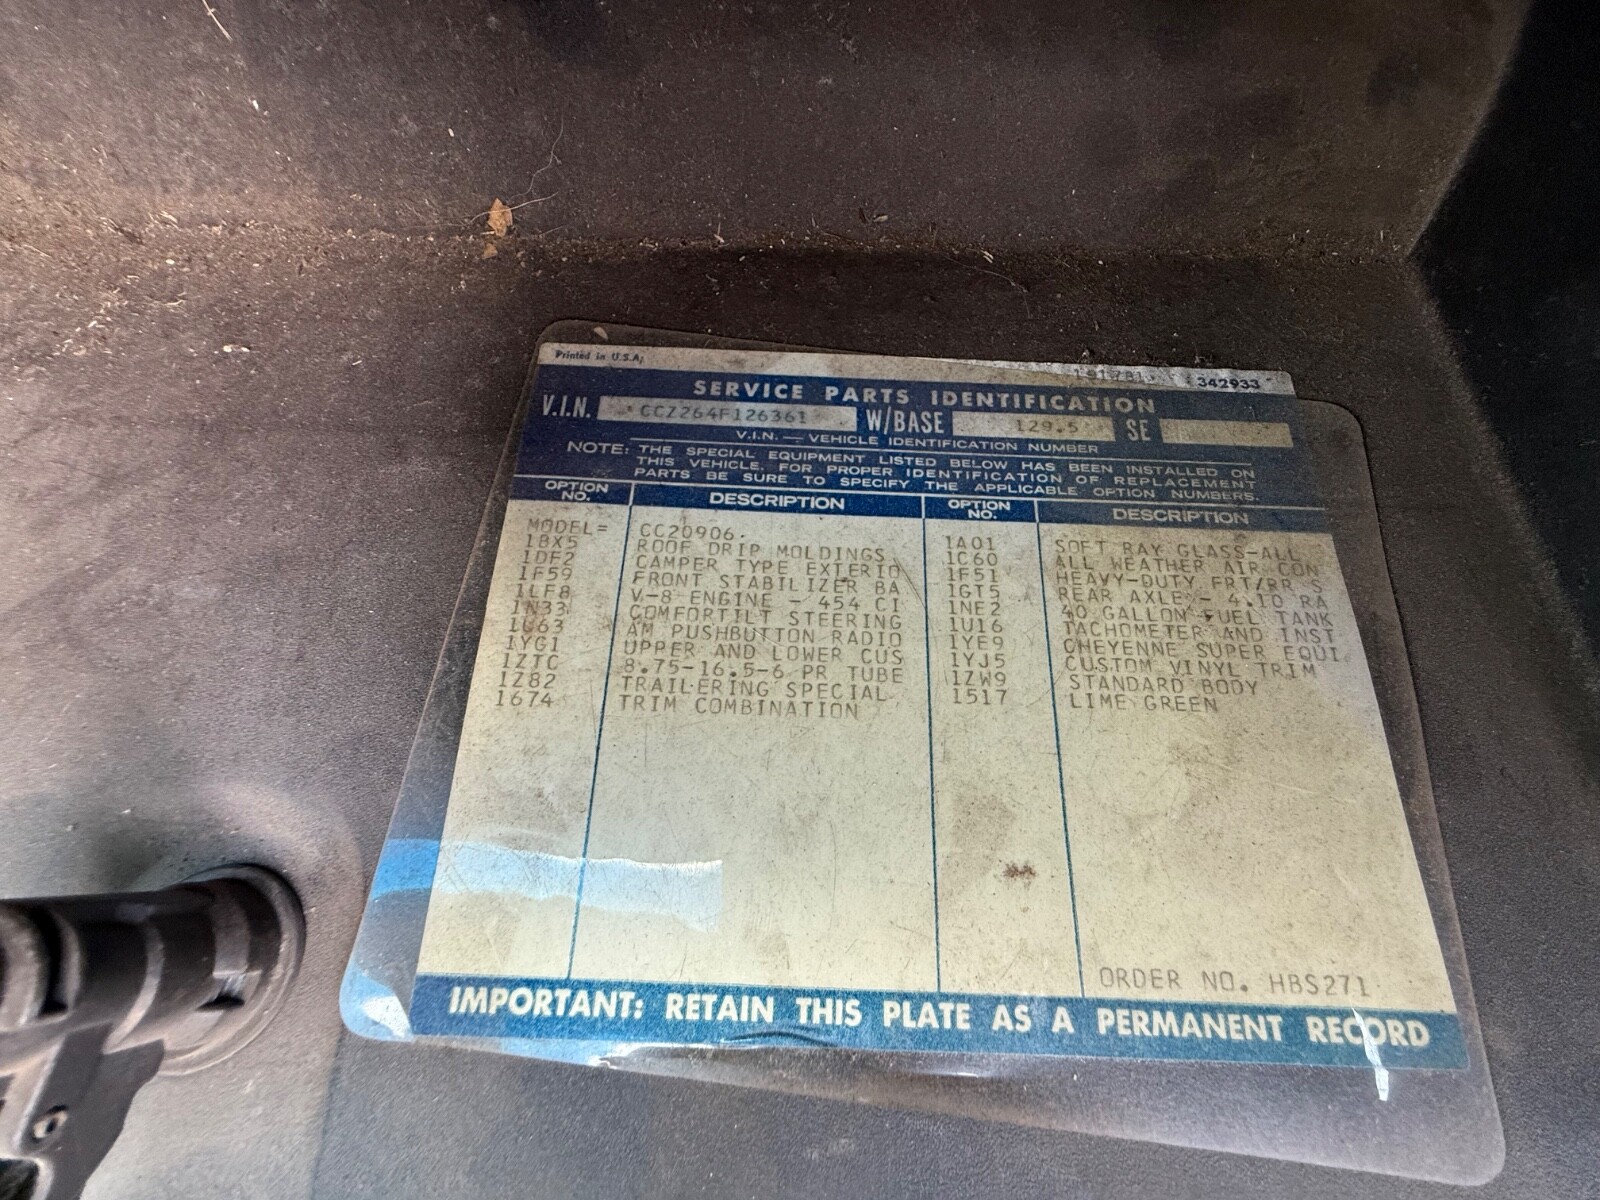 Printed in U.S.A.
342933
SERVICE PARTS IDENTIFICATION
V.I.N. CCZ264F126361 W/BASE 129.5 SE
V.I.N. — VEHICLE IDENTIFICATION NUMBER
NOTE: THE SPECIAL EQUIPMENT LISTED BELOW HAS BEEN INSTALLED ON
THIS VEHICLE. FOR PROPER IDENTIFICATION OF REPLACEMENT
PARTS BE SURE TO SPECIFY THE APPLICABLE OPTION NUMBERS.
OPTION NO. DESCRIPTION OPTION NO. DESCRIPTION
MODEL= CC20906.
1BX5 ROOF DRIP MOLDINGS 1A01 SOFT RAY GLASS-ALL
1DF2 CAMPER TYPE EXTERIO 1C60 ALL WEATHER AIR CON
1F59 FRONT STABILIZER BA 1F51 HEAVY-DUTY FRT/RR S
1LF8 V-8 ENGINE - 454 CI 1GT5 REAR AXLE - 4.10 RA
1N33 COMFORTILT STEERING 1NE2 40 GALLON FUEL TANK
1U63 AM PUSHBUTTON RADIO 1U16 TACHOMETER AND INST
1YG1 UPPER AND LOWER CUS 1YE9 CHEYENNE SUPER EQUI
1ZTC 8.75-16.5-6 PR TUBE 1YJ5 CUSTOM VINYL TRIM
1Z82 TRAILERING SPECIAL 1ZW9 STANDARD BODY
1674 TRIM COMBINATION 1517 LIME GREEN
ORDER NO. HBS271
IMPORTANT: RETAIN THIS PLATE AS A PERMANENT RECORD